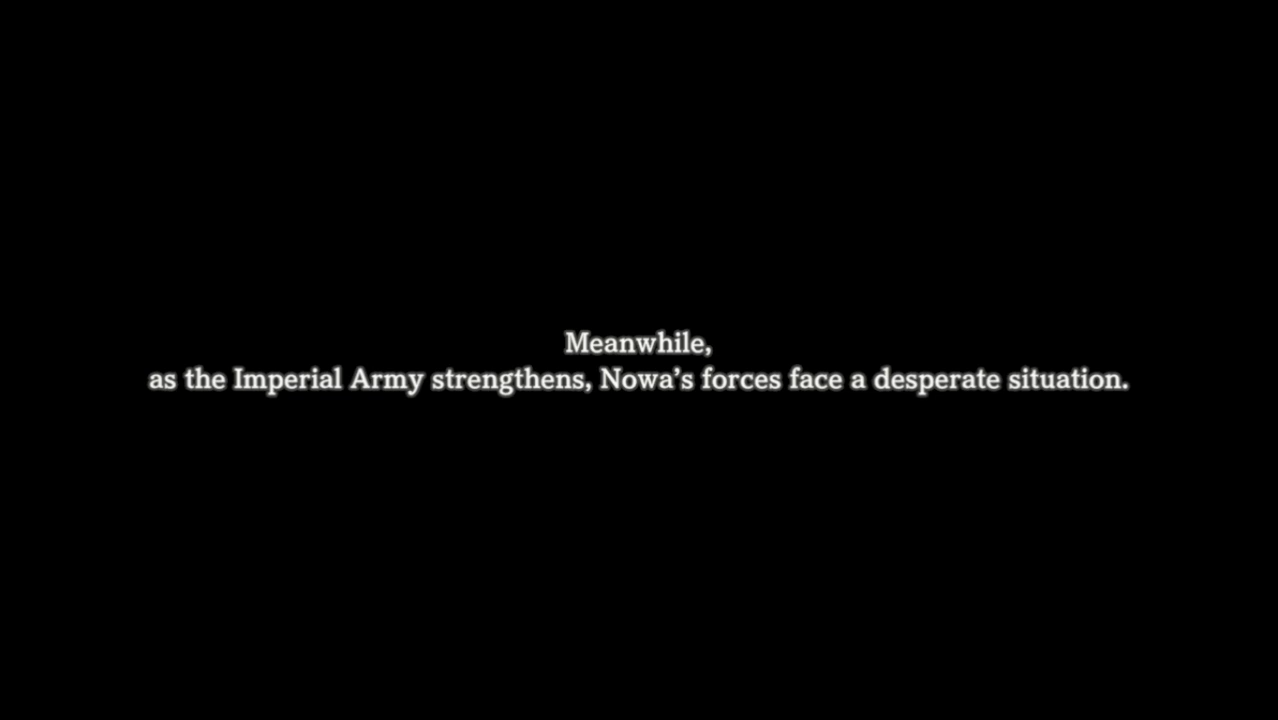 Meanwhile,
as the Imperial Army strengthens, Nowa’s forces face a desperate situation.